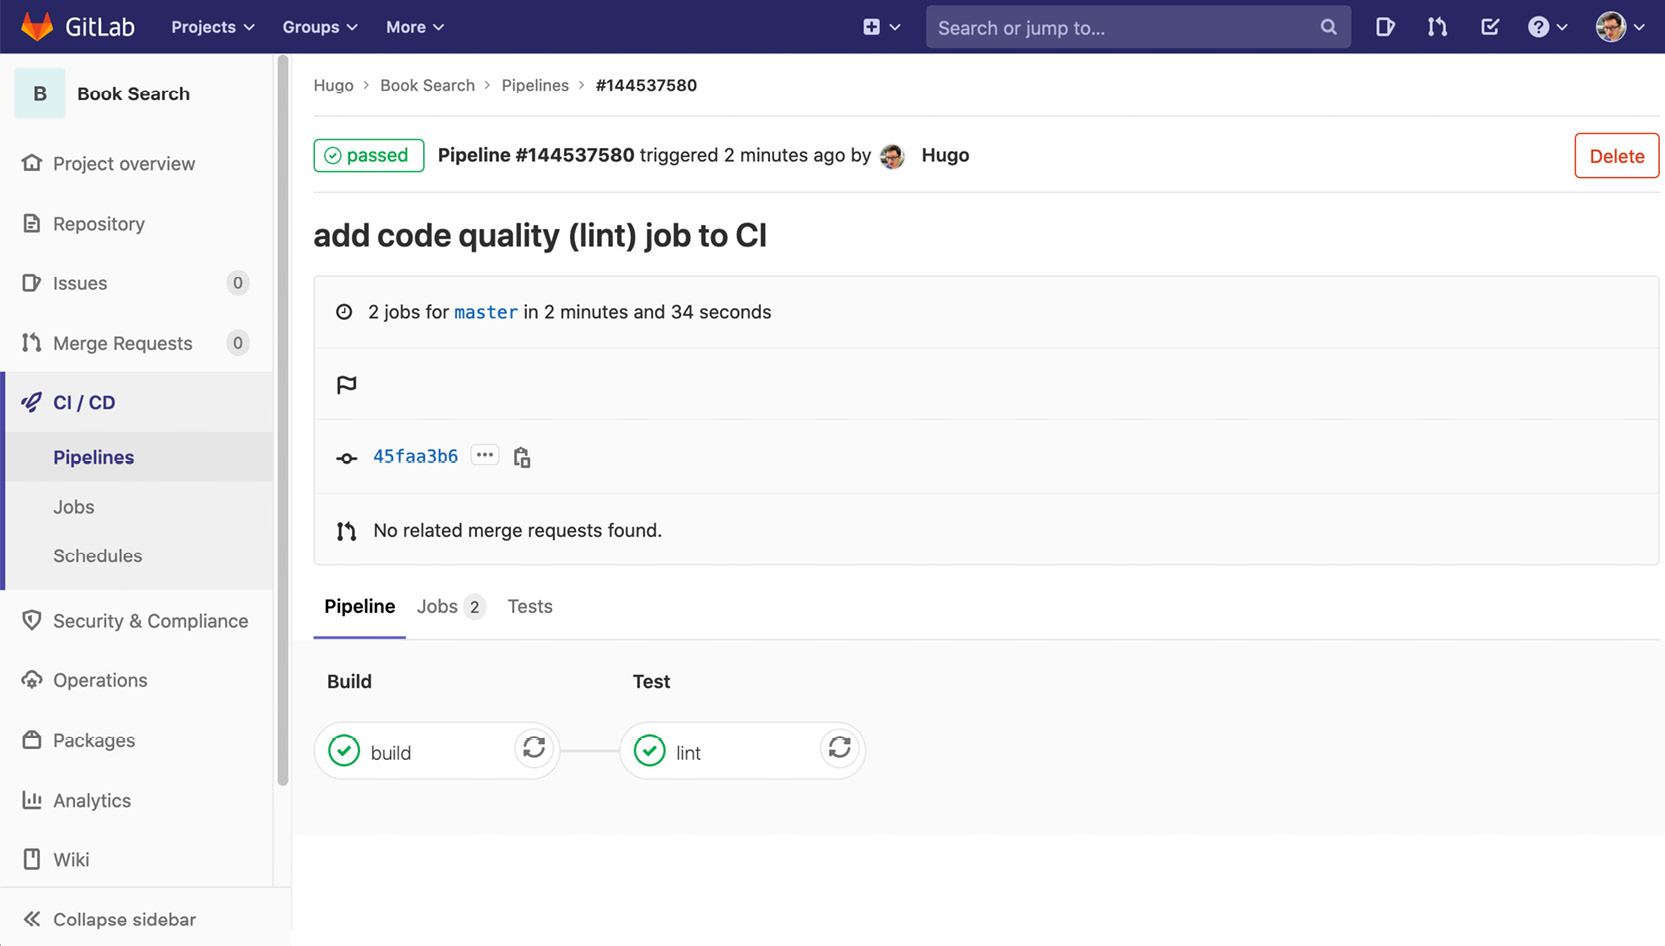 GitLab Projects Groups More Search or jump to...
B Book Search
Hugo > Book Search > Pipelines > #144537580
passed Pipeline #144537580 triggered 2 minutes ago by Hugo Delete
add code quality (lint) job to CI
2 jobs for master in 2 minutes and 34 seconds
45faa3b6 ...
No related merge requests found.
Pipeline Jobs 2 Tests
Build Test
build lint
Project overview
Repository
Issues 0
Merge Requests 0
CI / CD
Pipelines
Jobs
Schedules
Security & Compliance
Operations
Packages
Analytics
Wiki
Collapse sidebar